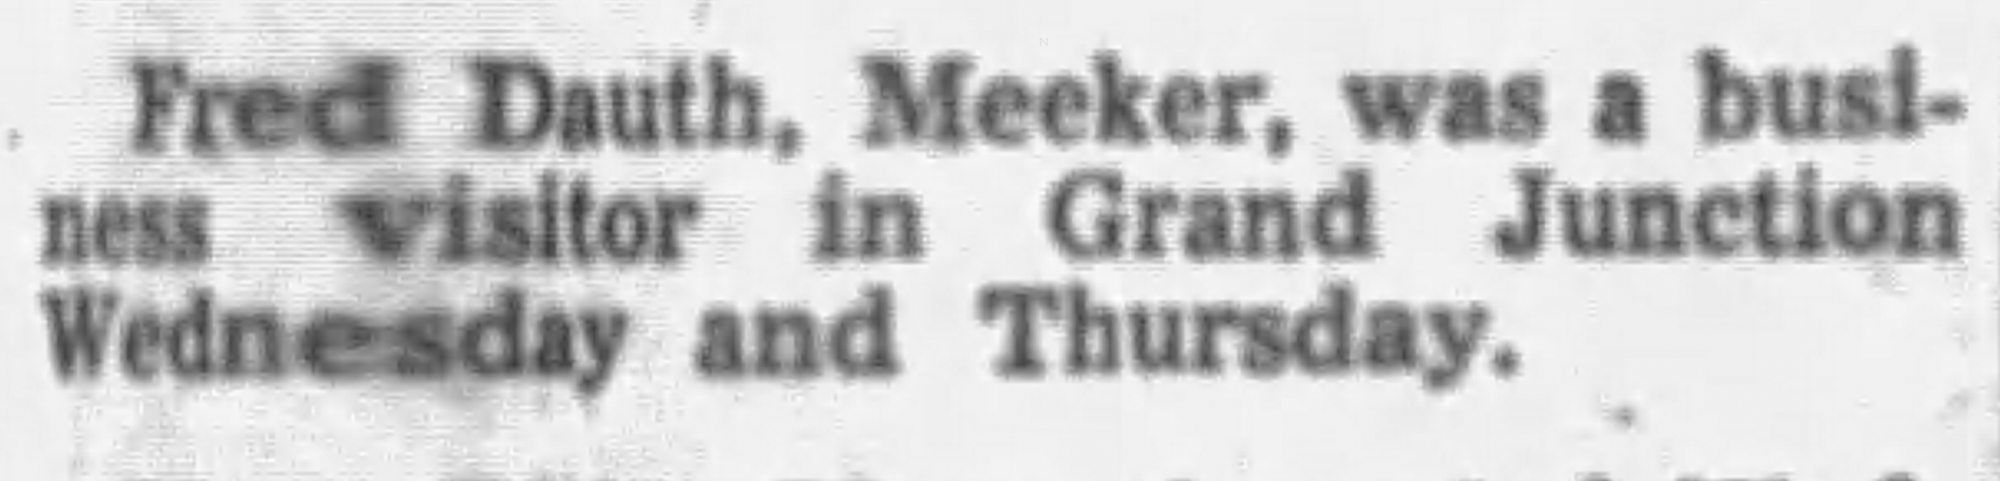 Fred Dauth, Meeker, was a busi-
ness visitor in Grand Junction
Wednesday and Thursday.